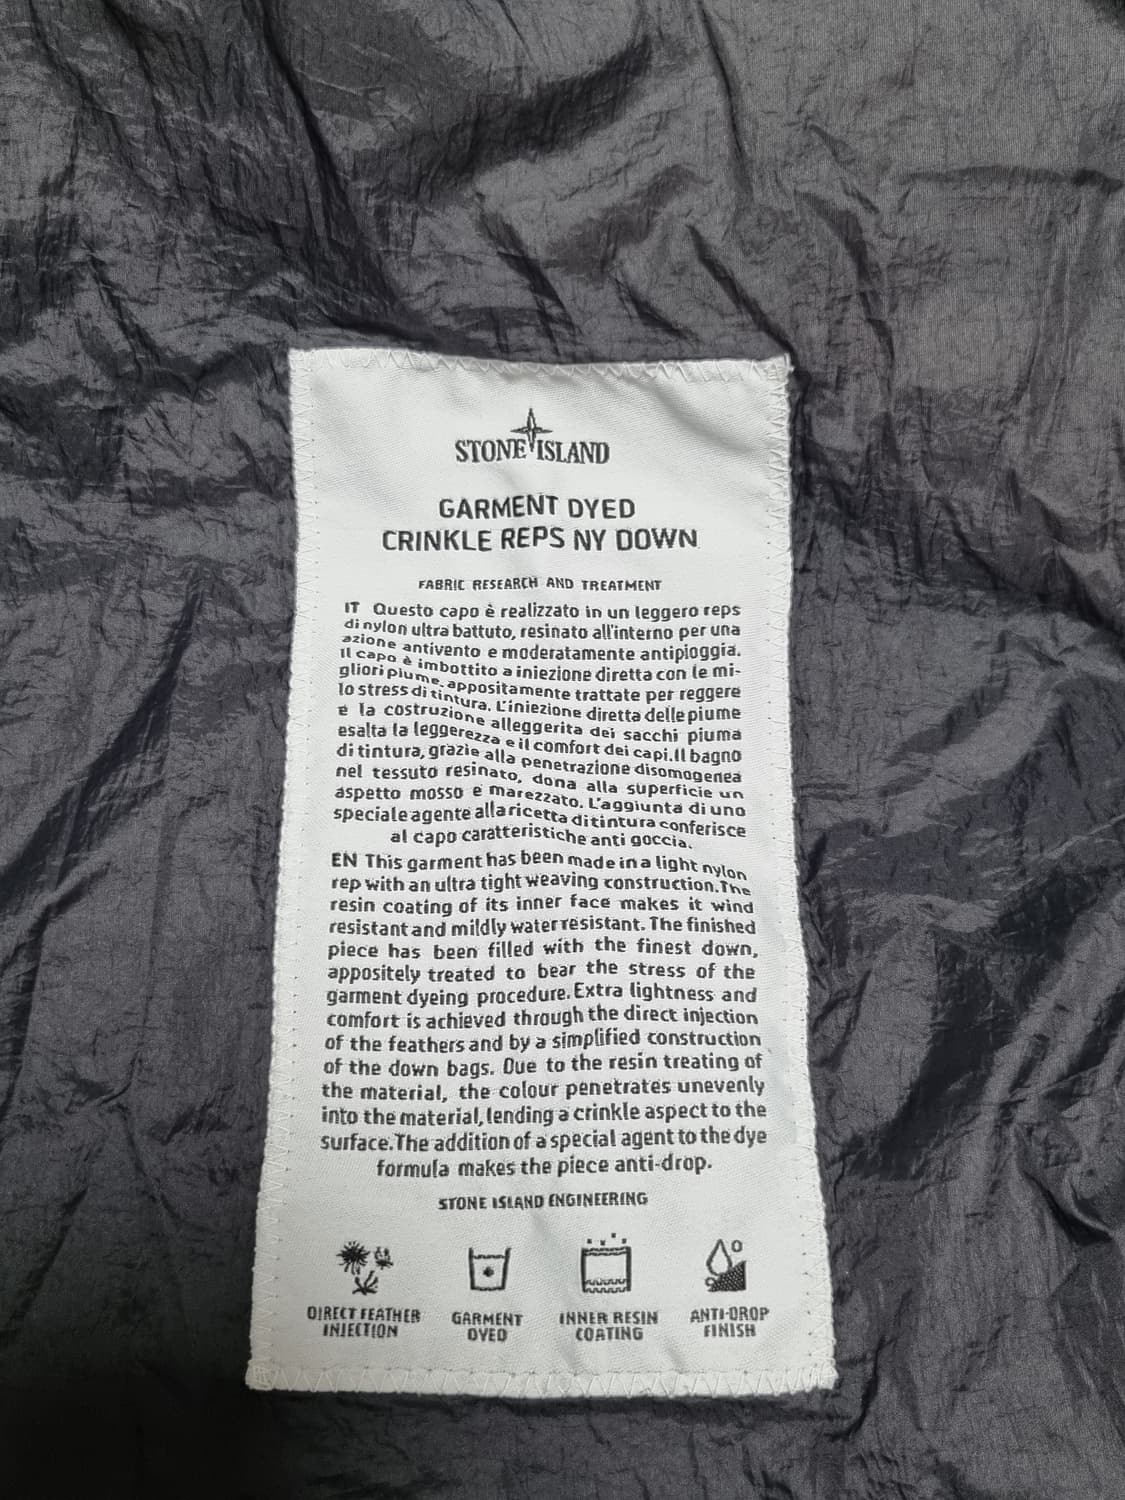 STONE ISLAND
GARMENT DYED
CRINKLE REPS NY DOWN
FABRIC RESEARCH AND TREATMENT
IT Questo capo è realizzato in un leggero reps
di nylon ultra battuto, resinato all'interno per una
azione antivento e moderatamente antipioggia.
Il capo è imbottito a iniezione diretta con le mi-
gliori piume, appositamente trattate per reggere
lo stress di tintura. L'iniezione diretta delle piume
e la costruzione alleggerita dei sacchi piuma
esalta la leggerezza e il comfort dei capi.Il bagno
di tintura, grazie alla penetrazione disomogenea
nel tessuto resinato, dona alla superficie un
aspetto mosso e marezzato. L'aggiunta di uno
speciale agente alla ricetta di tintura conferisce
al capo caratteristiche anti goccia.
EN This garment has been made in a light nylon
rep with an ultra tight weaving construction.The
resin coating of its inner face makes it wind
resistant and mildly water resistant. The finished
piece has been filled with the finest down,
appositely treated to bear the stress of the
garment dyeing procedure. Extra lightness and
comfort is achieved through the direct injection
of the feathers and by a simplified construction
of the down bags. Due to the resin treating of
the material, the colour penetrates unevenly
into the material, lending a crinkle aspect to the
surface.The addition of a special agent to the dye
formula makes the piece anti-drop.
STONE ISLAND ENGINEERING
DIRECT FEATHER GARMENT INNER RESIN ANTI-DROP
INJECTION DYED COATING FINISH